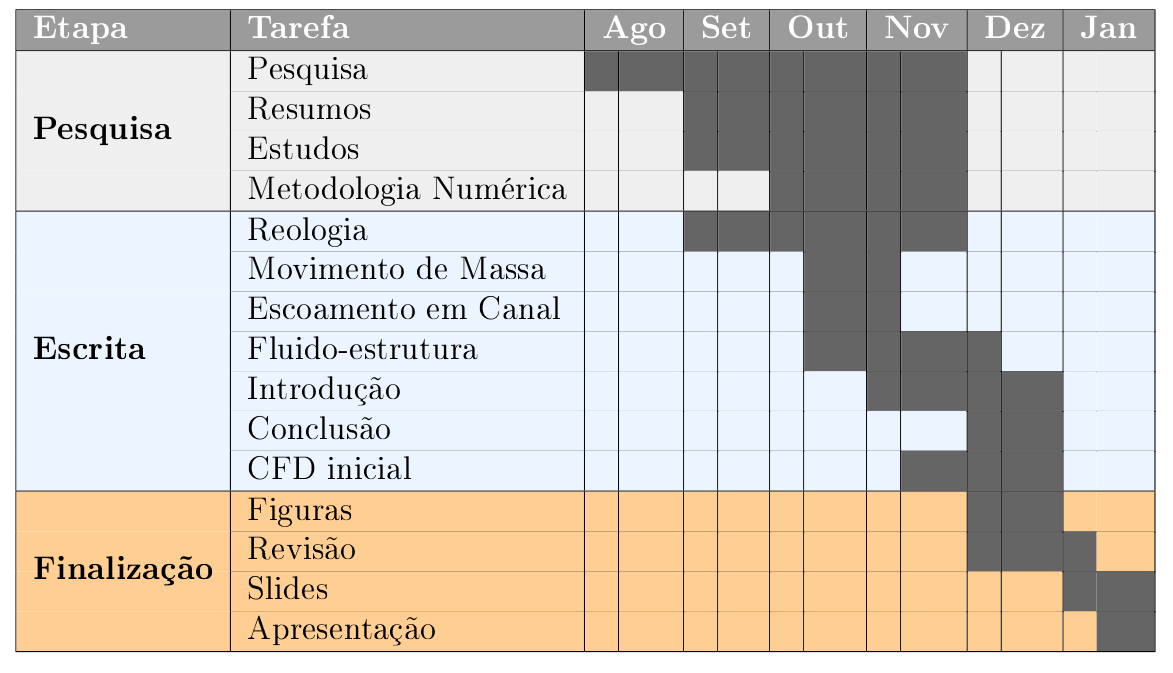 Etapa Tarefa Ago Set Out Nov Dez Jan
Pesquisa
Pesquisa
Resumos
Estudos
Metodologia Numérica
Escrita
Reologia
Movimento de Massa
Escoamento em Canal
Fluido-estrutura
Introdução
Conclusão
CFD inicial
Finalização
Figuras
Revisão
Slides
Apresentação